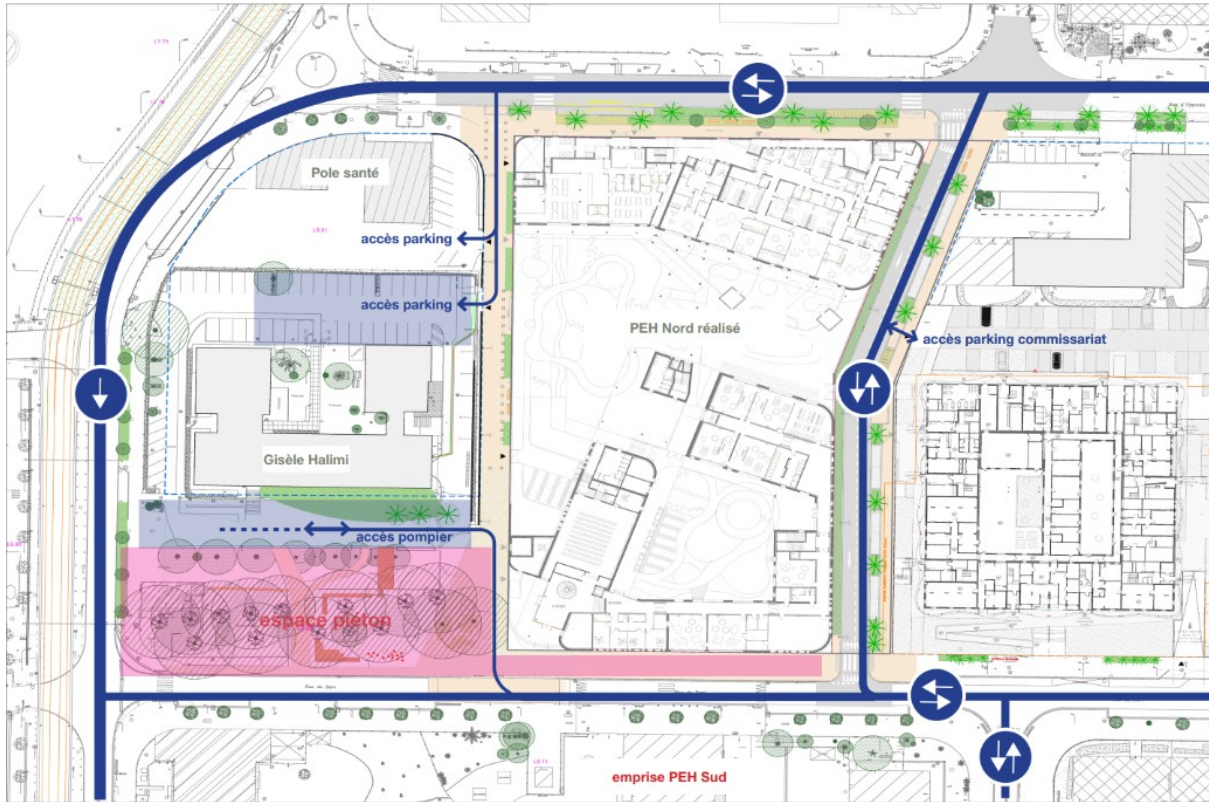 Pole santé
accès parking
accès parking
PEH Nord réalisé
accès parking commissariat
Gisèle Halimi
accès pompier
espace piéton
emprise PEH Sud